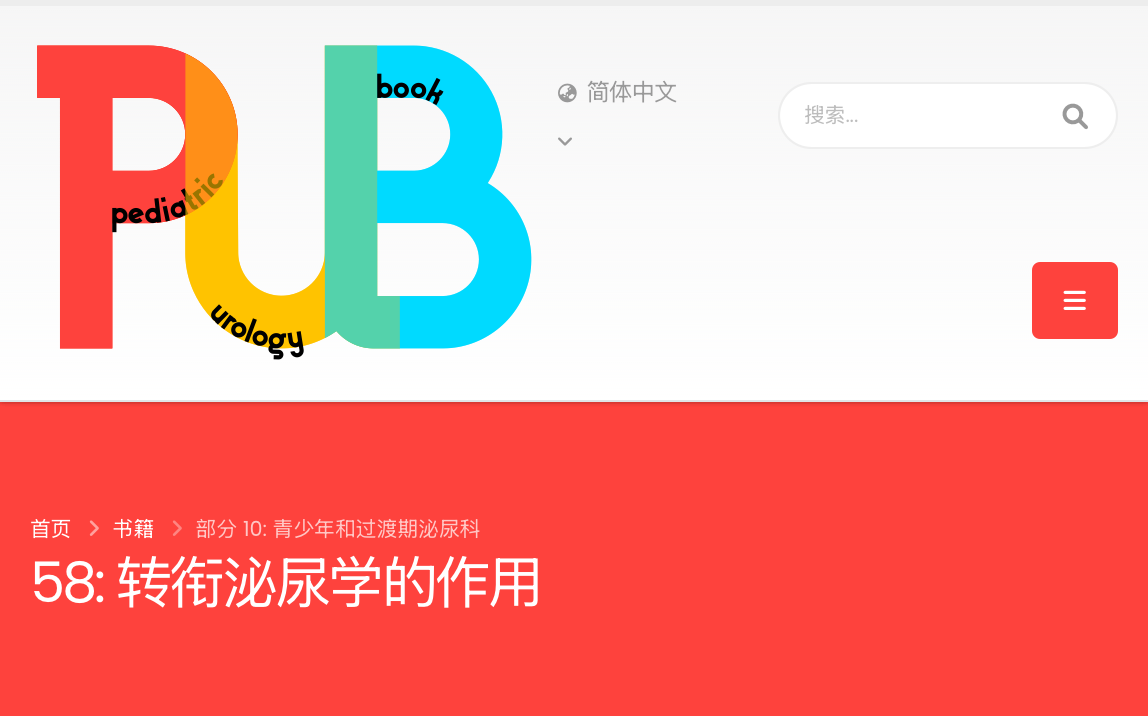 pediatric
urology
book
简体中文
搜索...
首页 书籍 部分 10: 青少年和过渡期泌尿科
58: 转衔泌尿学的作用